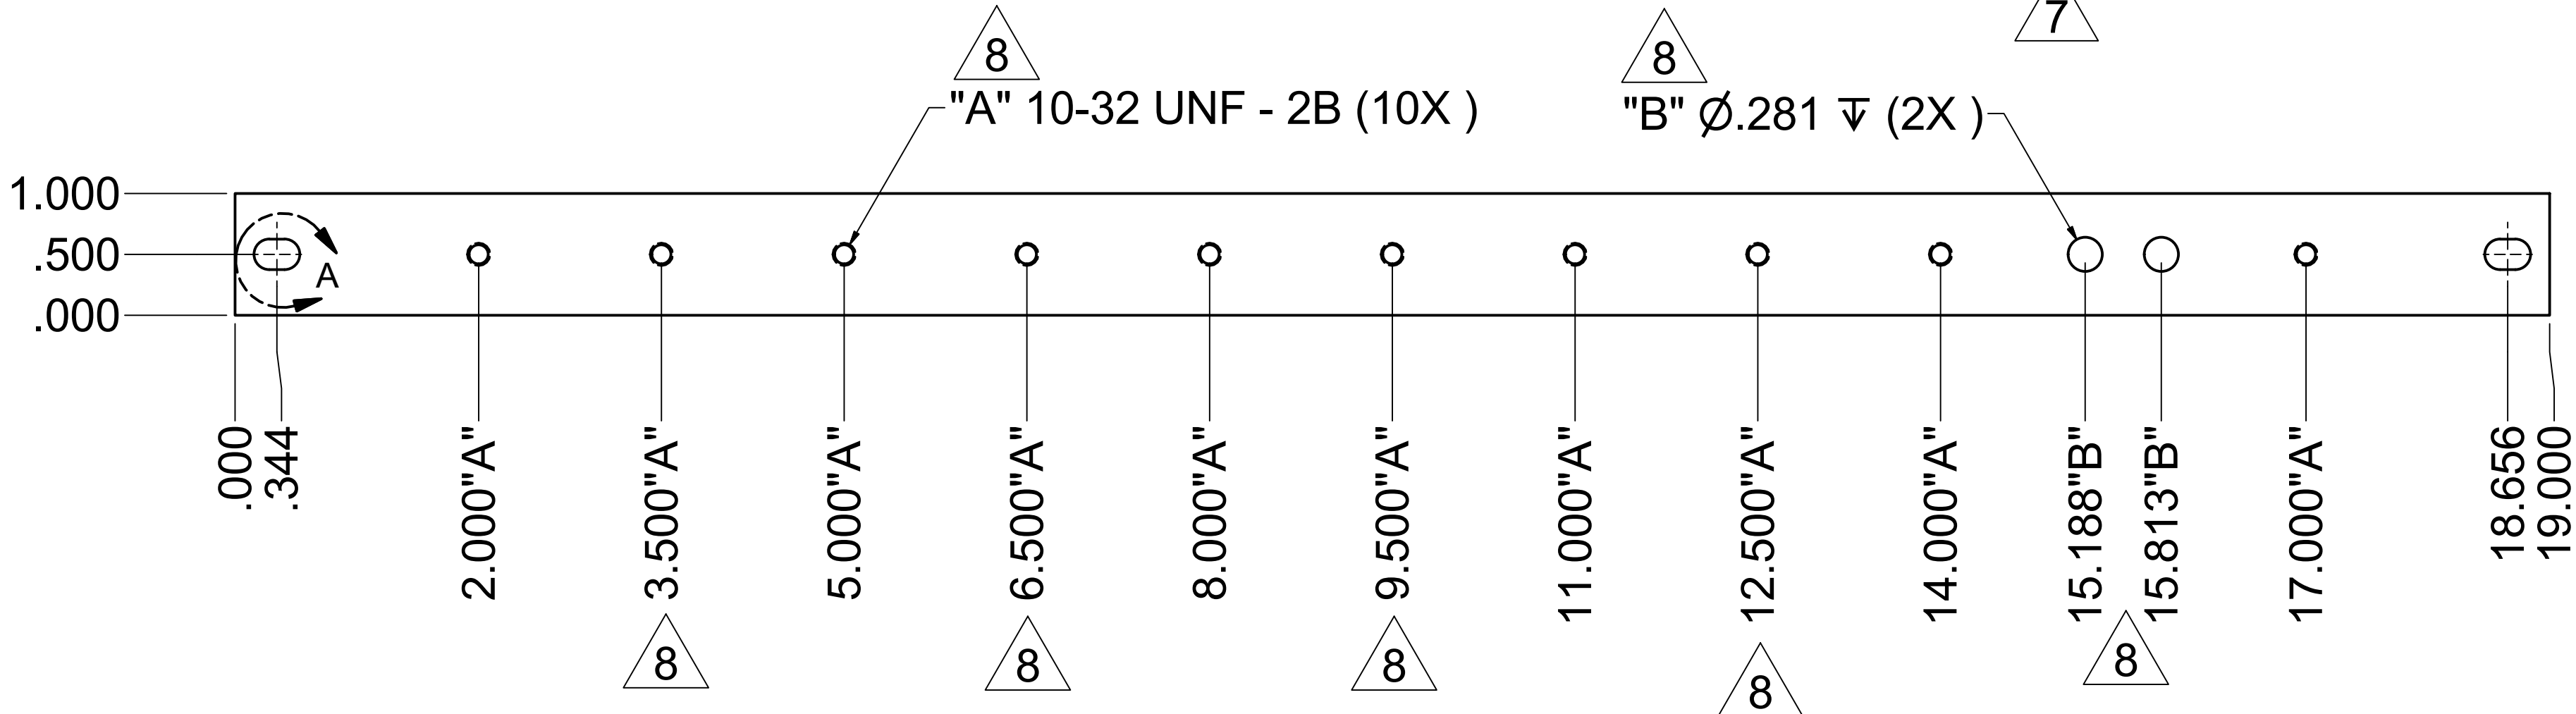 7
8
8
"A" 10-32 UNF - 2B (10X )
"B" Ø.281 ↧ (2X )
1.000
.500
.000
A
.000
.344
2.000"A"
3.500"A"
5.000"A"
6.500"A"
8.000"A"
9.500"A"
11.000"A"
12.500"A"
14.000"A"
15.188"B"
15.813"B"
17.000"A"
18.656
19.000
8
8
8
8
8